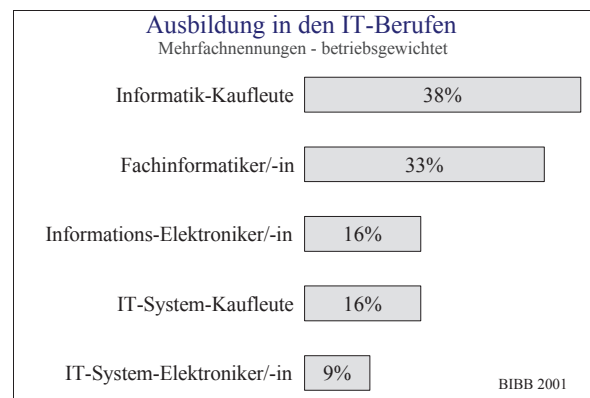 Ausbildung in den IT-Berufen
Mehrfachnennungen - betriebsgewichtet
Informatik-Kaufleute 38%
Fachinformatiker/-in 33%
Informations-Elektroniker/-in 16%
IT-System-Kaufleute 16%
IT-System-Elektroniker/-in 9%
BIBB 2001